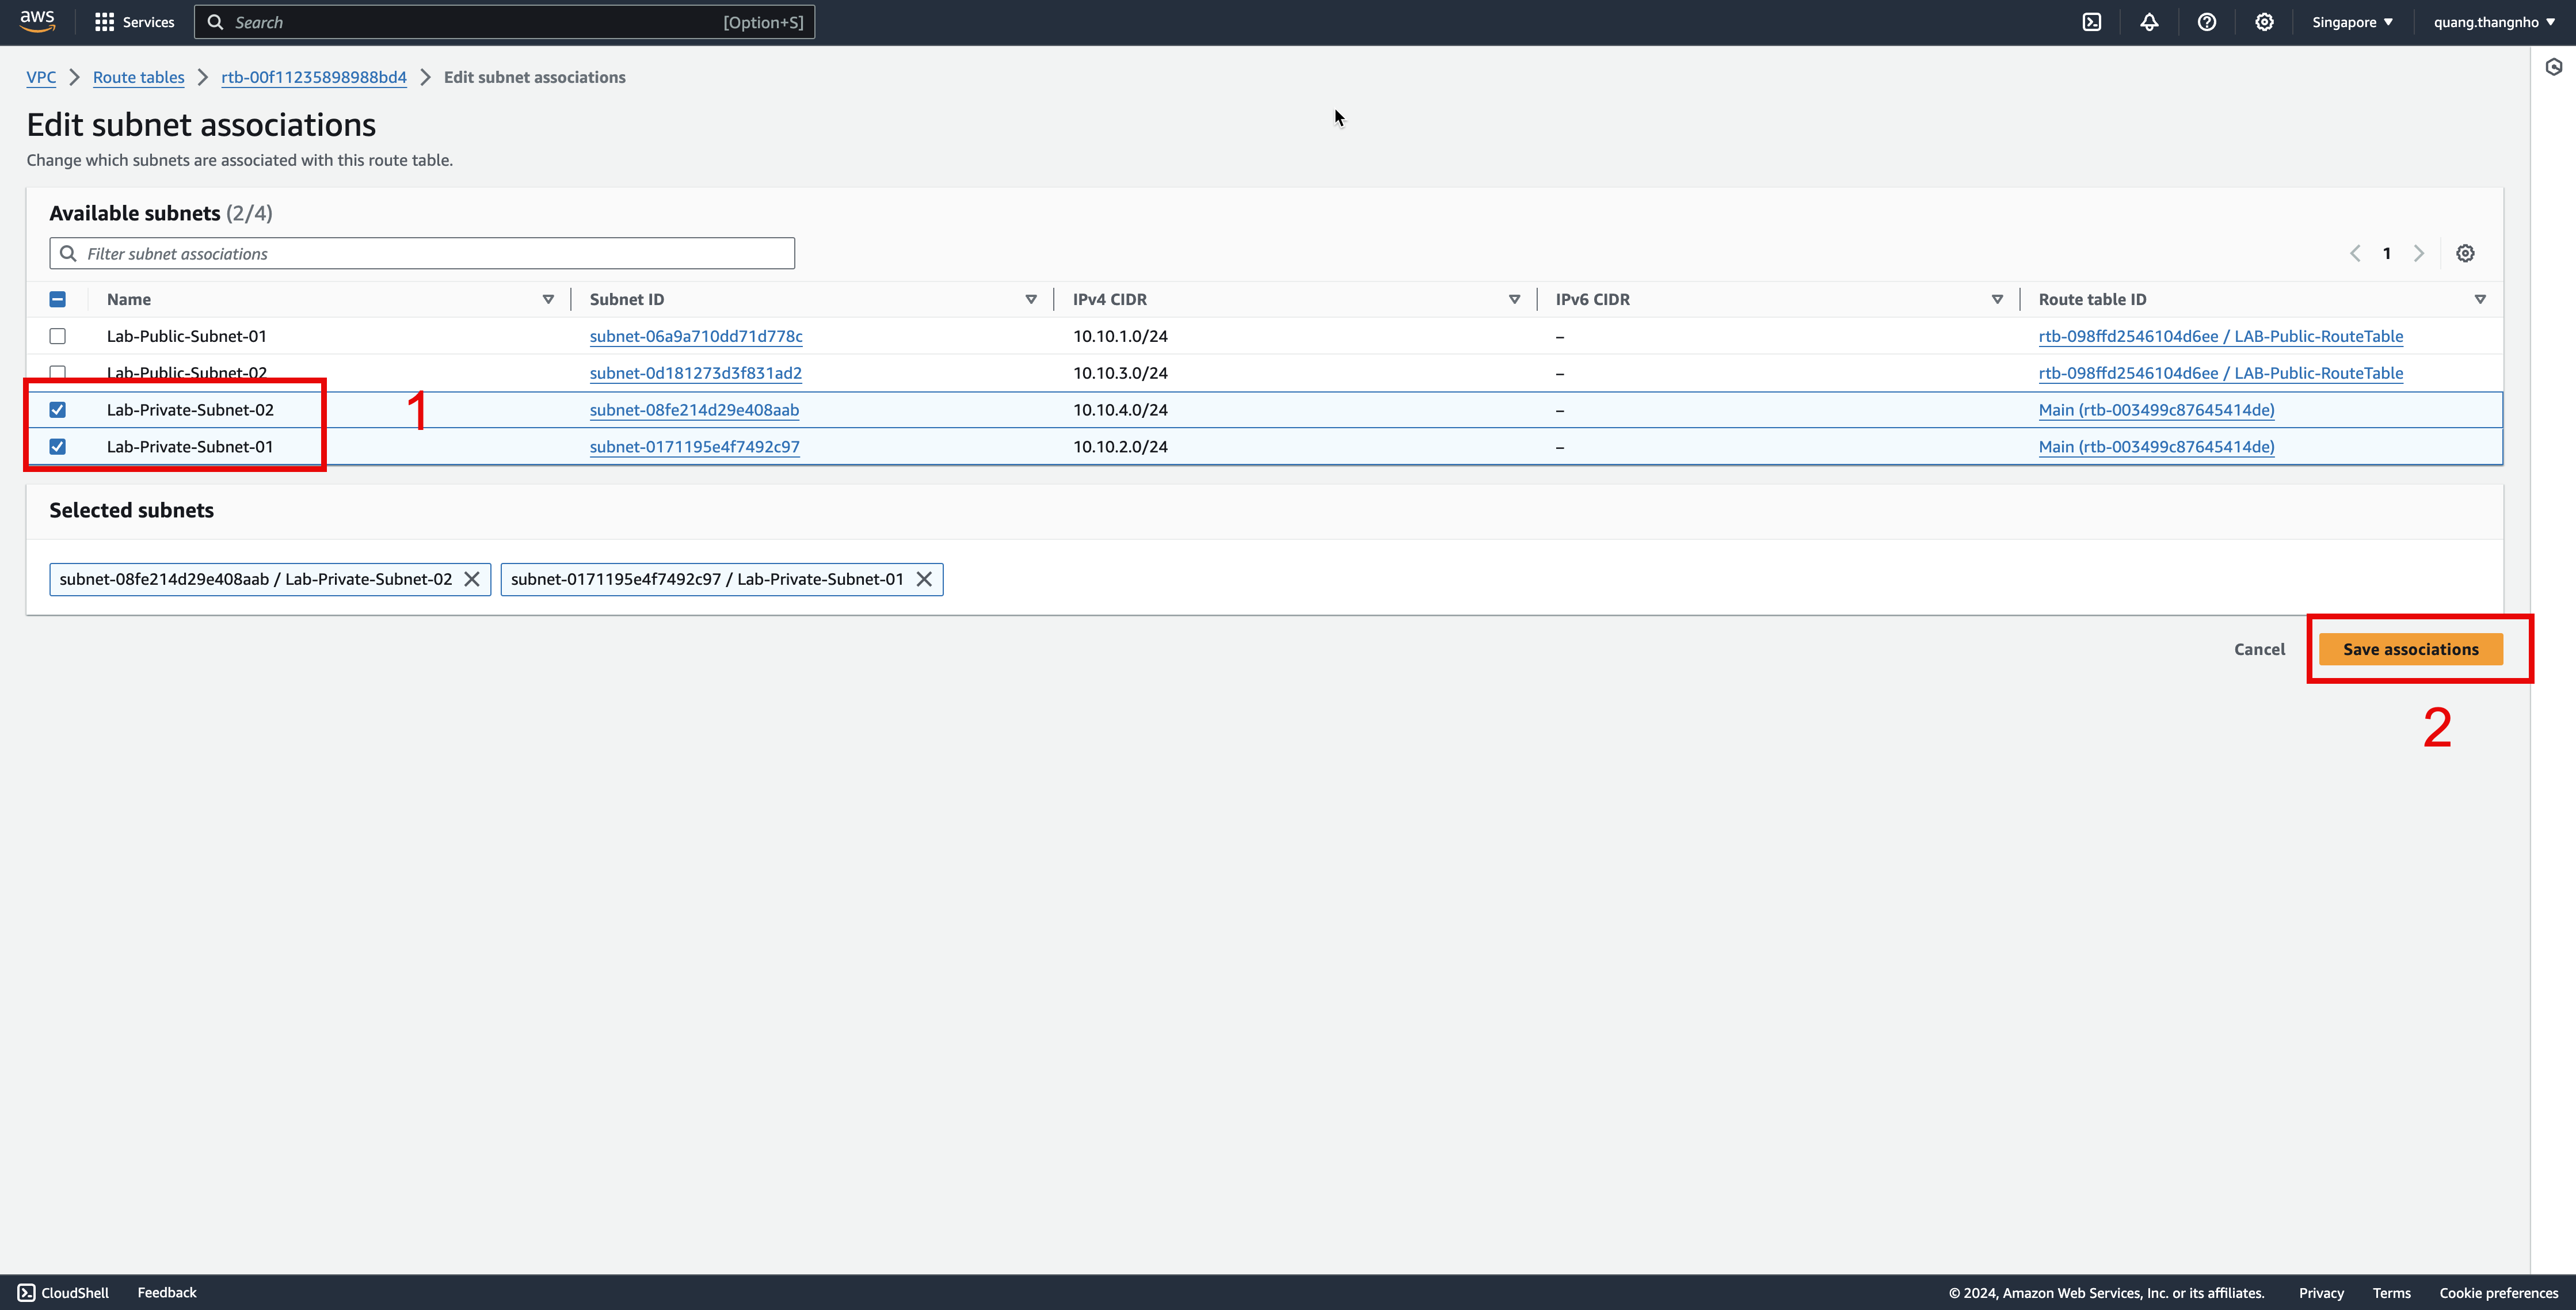 aws Services Search [Option+S] Singapore quang.thangnho
VPC Route tables rtb-00f11235898988bd4 Edit subnet associations
Edit subnet associations
Change which subnets are associated with this route table.
Available subnets (2/4)
Filter subnet associations 1
Name Subnet ID IPv4 CIDR IPv6 CIDR Route table ID
Lab-Public-Subnet-01 subnet-06a9a710dd71d778c 10.10.1.0/24 – rtb-098ffd2546104d6ee / LAB-Public-RouteTable
Lab-Public-Subnet-02 subnet-0d181273d3f831ad2 10.10.3.0/24 – rtb-098ffd2546104d6ee / LAB-Public-RouteTable
Lab-Private-Subnet-02 1 subnet-08fe214d29e408aab 10.10.4.0/24 – Main (rtb-003499c87645414de)
Lab-Private-Subnet-01 subnet-0171195e4f7492c97 10.10.2.0/24 – Main (rtb-003499c87645414de)
Selected subnets
subnet-08fe214d29e408aab / Lab-Private-Subnet-02 subnet-0171195e4f7492c97 / Lab-Private-Subnet-01
Cancel Save associations
2
CloudShell Feedback © 2024, Amazon Web Services, Inc. or its affiliates. Privacy Terms Cookie preferences